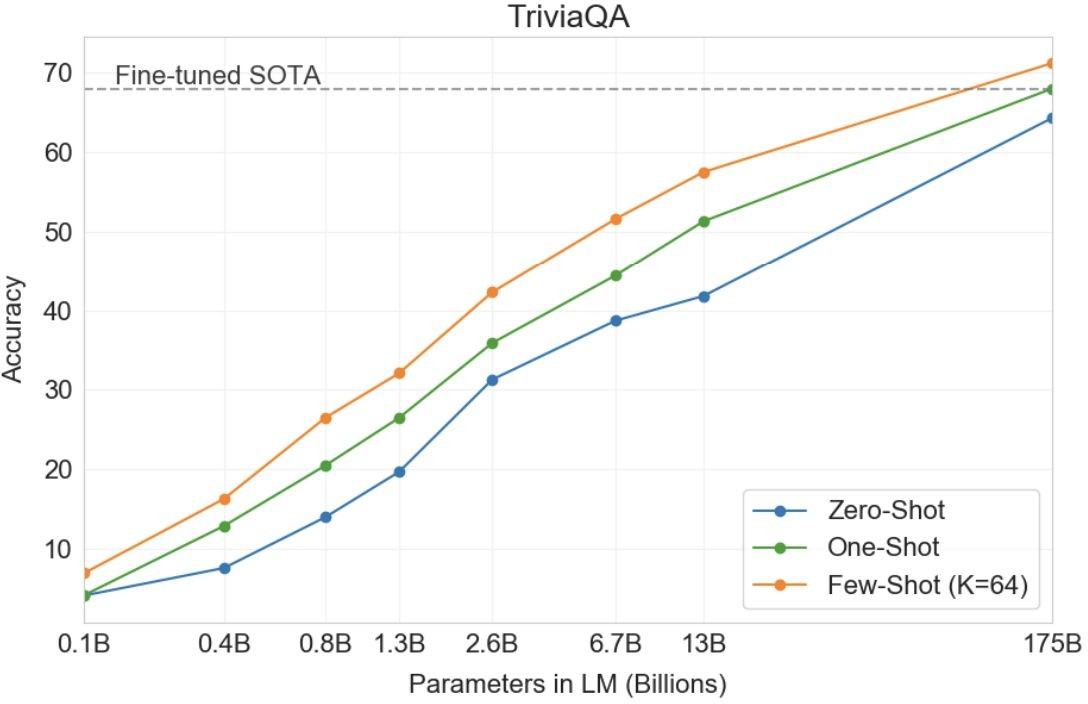 TriviaQA
Fine-tuned SOTA
70
60
50
40
30
20
10
Accuracy
Zero-Shot
One-Shot
Few-Shot (K=64)
0.1B 0.4B 0.8B 1.3B 2.6B 6.7B 13B 175B
Parameters in LM (Billions)